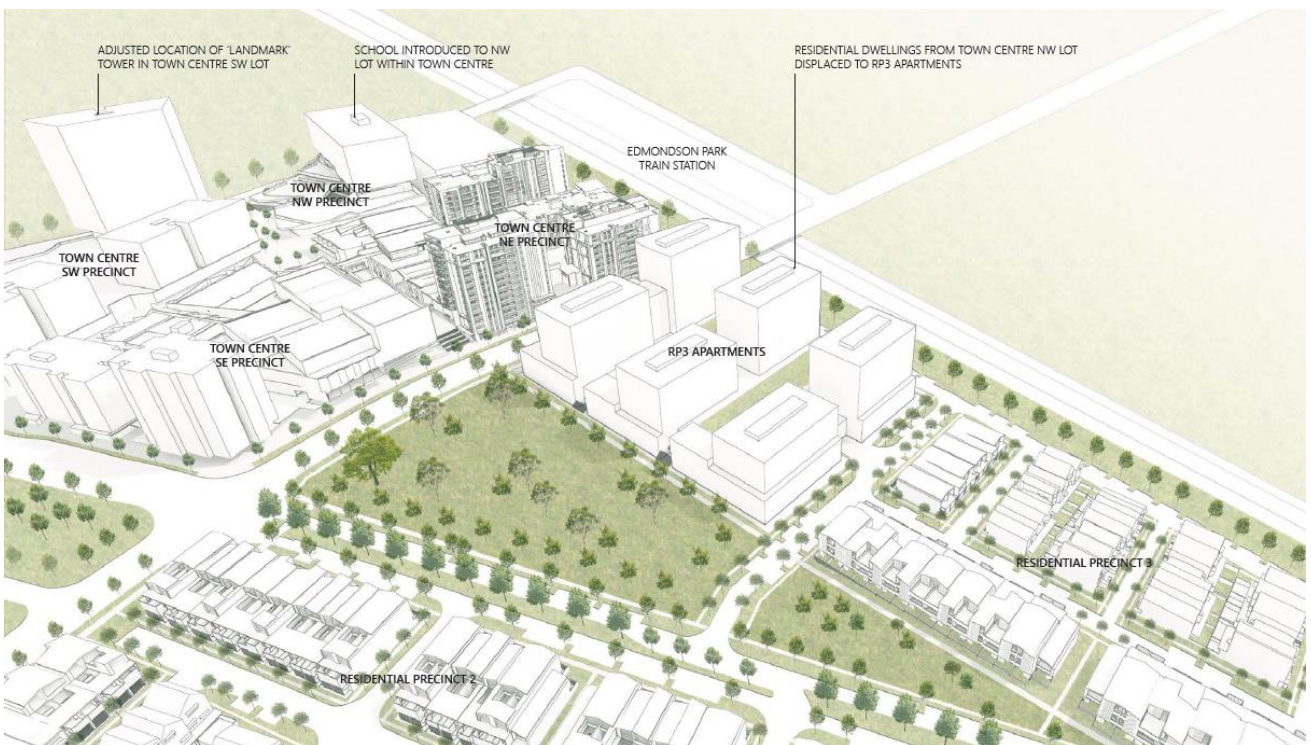 ADJUSTED LOCATION OF 'LANDMARK'
TOWER IN TOWN CENTRE SW LOT
SCHOOL INTRODUCED TO NW
LOT WITHIN TOWN CENTRE
RESIDENTIAL DWELLINGS FROM TOWN CENTRE NW LOT
DISPLACED TO RP3 APARTMENTS
EDMONDSON PARK
TRAIN STATION
TOWN CENTRE
NW PRECINCT
TOWN CENTRE
NE PRECINCT
TOWN CENTRE
SW PRECINCT
TOWN CENTRE
SE PRECINCT
RP3 APARTMENTS
RESIDENTIAL PRECINCT 3
RESIDENTIAL PRECINCT 2